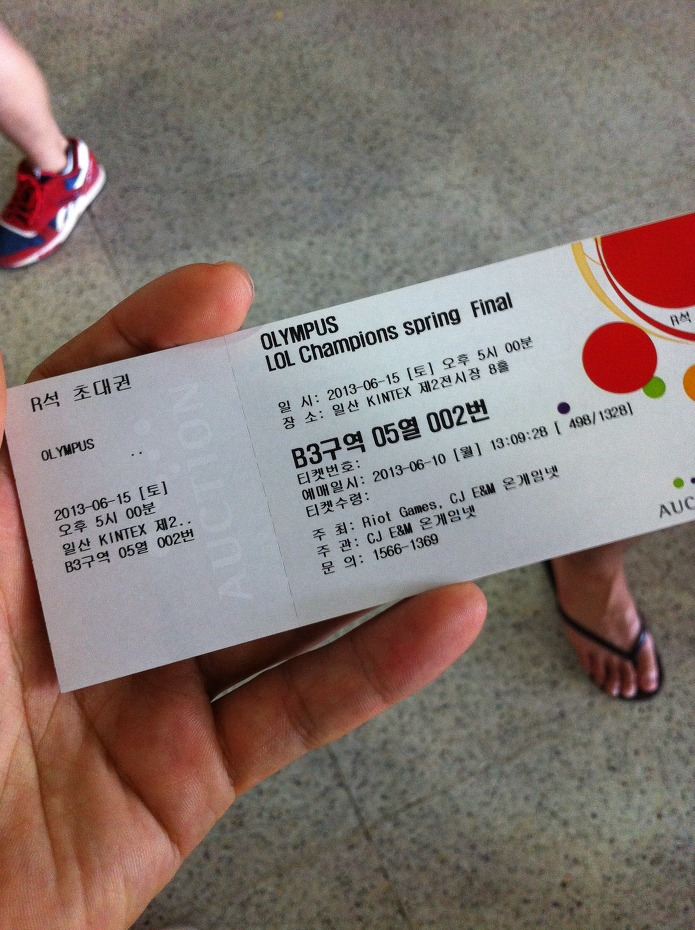 R석 초대권
OLYMPUS ..
2013-06-15 [토]
오후 5시 00분
일산 KINTEX 제2..
B3구역 05열 002번
AUCTION
OLYMPUS
LOL Champions spring Final
일 시: 2013-06-15 [토] 오후 5시 00분
장 소: 일산 KINTEX 제2전시장 8홀
B3구역 05열 002번
티켓번호:
예매일시: 2013-06-10 [월] 13:09:28 [ 498/1328]
티켓수령:
주 최: Riot Games, CJ E&M 온게임넷
주 관: CJ E&M 온게임넷
문 의: 1566-1369
R석
AUC